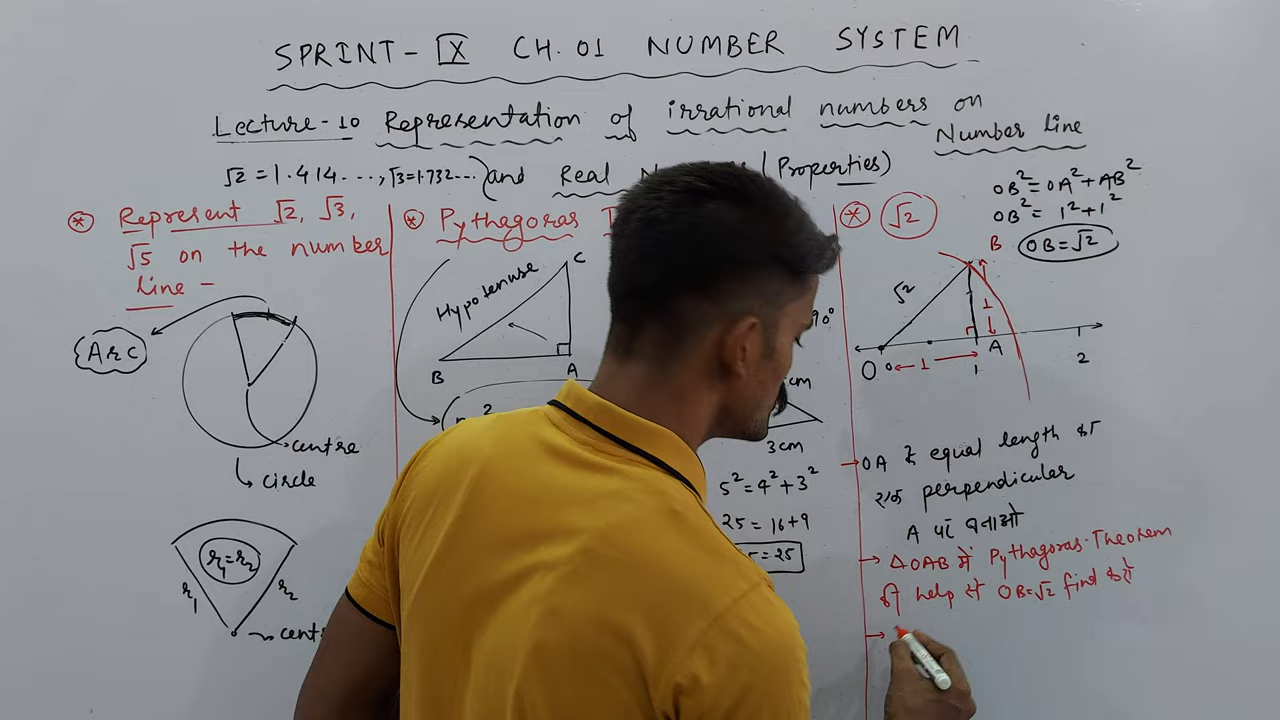 SPRINT-IX CH.01 NUMBER SYSTEM
Lecture-10 Representation of irrational numbers on
Number line
√2 = 1.414..., √3=1.732... and Real (Properties)
* Represent √2, √3,
√5 on the number
line -
Arc
centre
circle
r₁=r₂
r₁
r₂
* Pythagoras
Hypotenuse
C
B
A
90°
cm
3cm
5²=4²+3²
25=16+9
=25
* √2
OB²=OA²+AB²
OB²= 1²+1²
OB=√2
B
√2
1
A
O
0
1
1
2
→ OA के equal length का
एक perpendicular
A पर बनाओ
→ △OAB में Pythagoras Theorem
की help से OB=√2 find करो
→